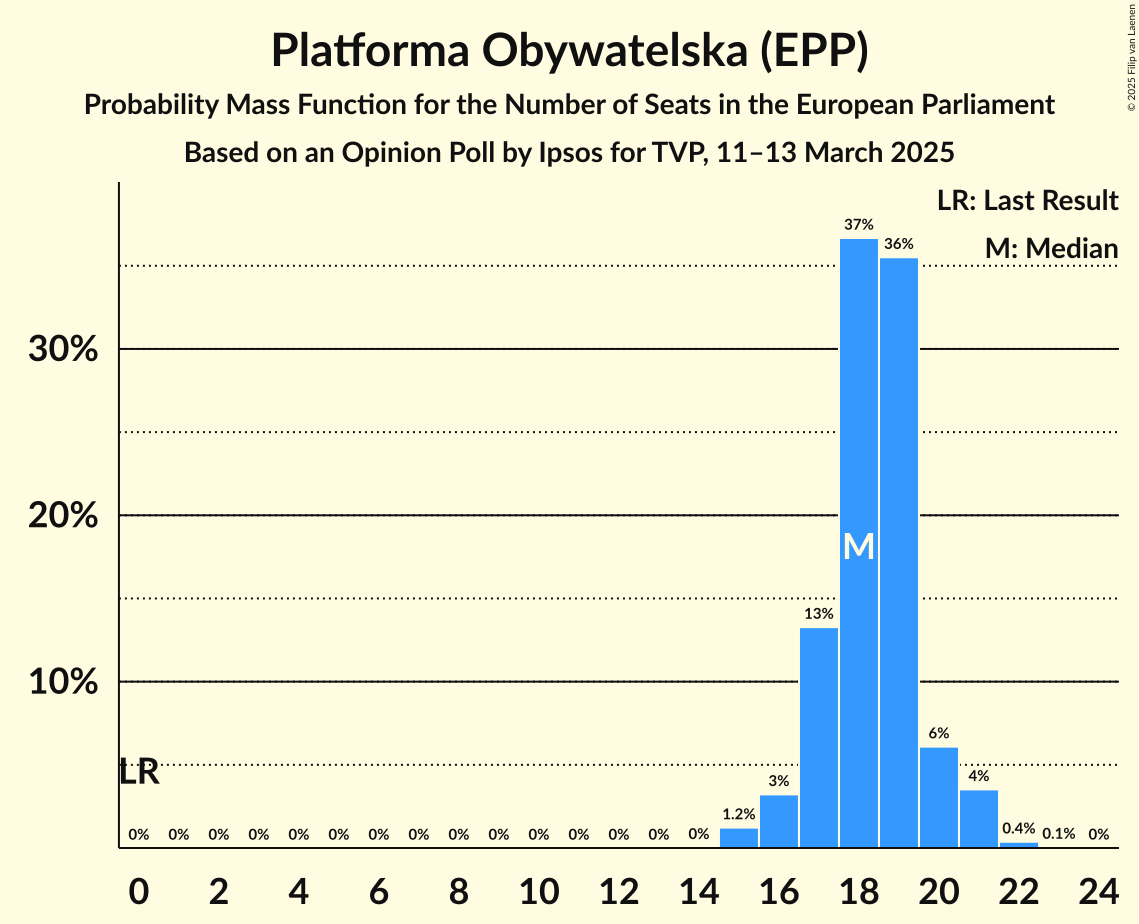 Platforma Obywatelska (EPP)
Probability Mass Function for the Number of Seats in the European Parliament
Based on an Opinion Poll by Ipsos for TVP, 11–13 March 2025
© 2025 Filip van Laenen
LR: Last Result
M: Median
37%
36%
30%
20%
M
13%
10%
6%
LR
4%
3%
1.2%
0% 0% 0% 0% 0% 0% 0% 0% 0% 0% 0% 0% 0% 0% 0% 0.4% 0.1% 0%
0 2 4 6 8 10 12 14 16 18 20 22 24